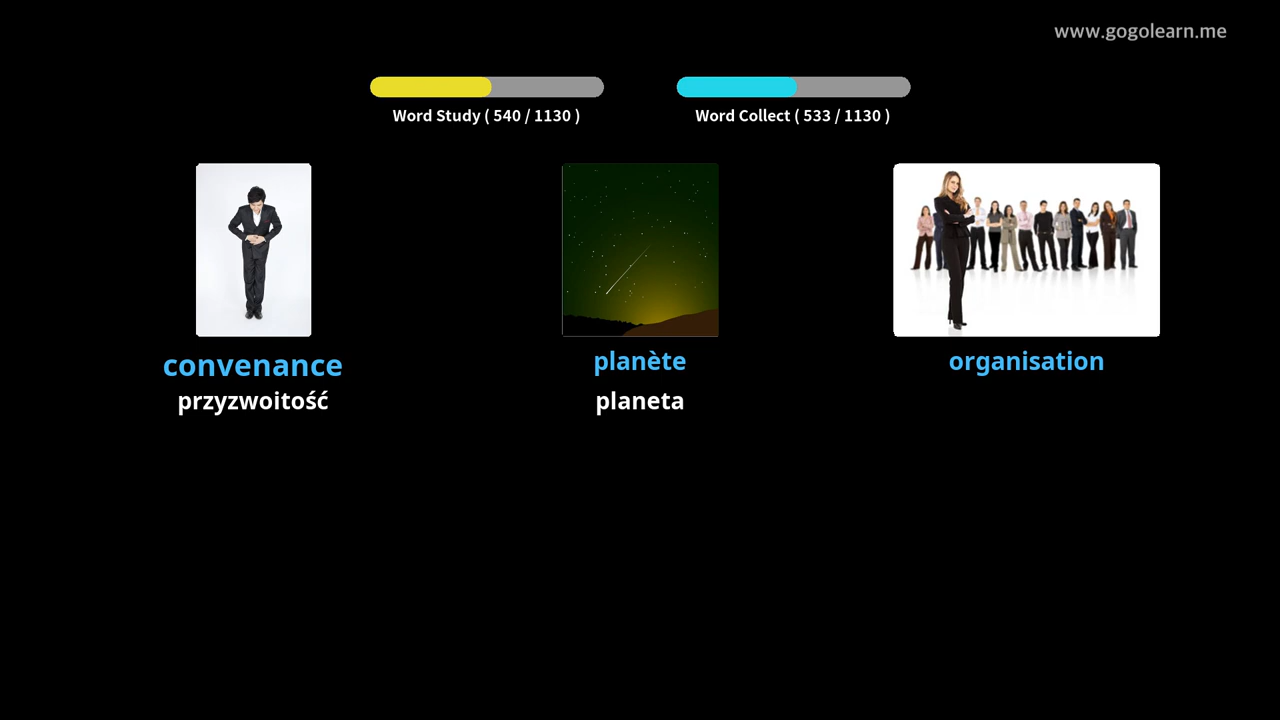 www.gogolearn.me
Word Study ( 540 / 1130 )
Word Collect ( 533 / 1130 )
convenance
przyzwoitość
planète
planeta
organisation